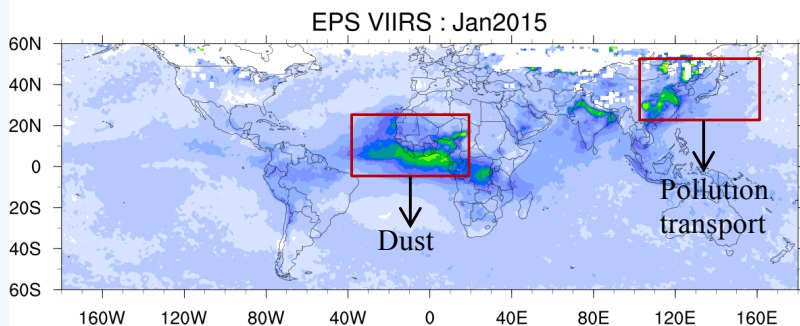 EPS VIIRS : Jan2015
60N
40N
20N
0
20S
40S
60S
Dust
Pollution
transport
160W 120W 80W 40W 0 40E 80E 120E 160E